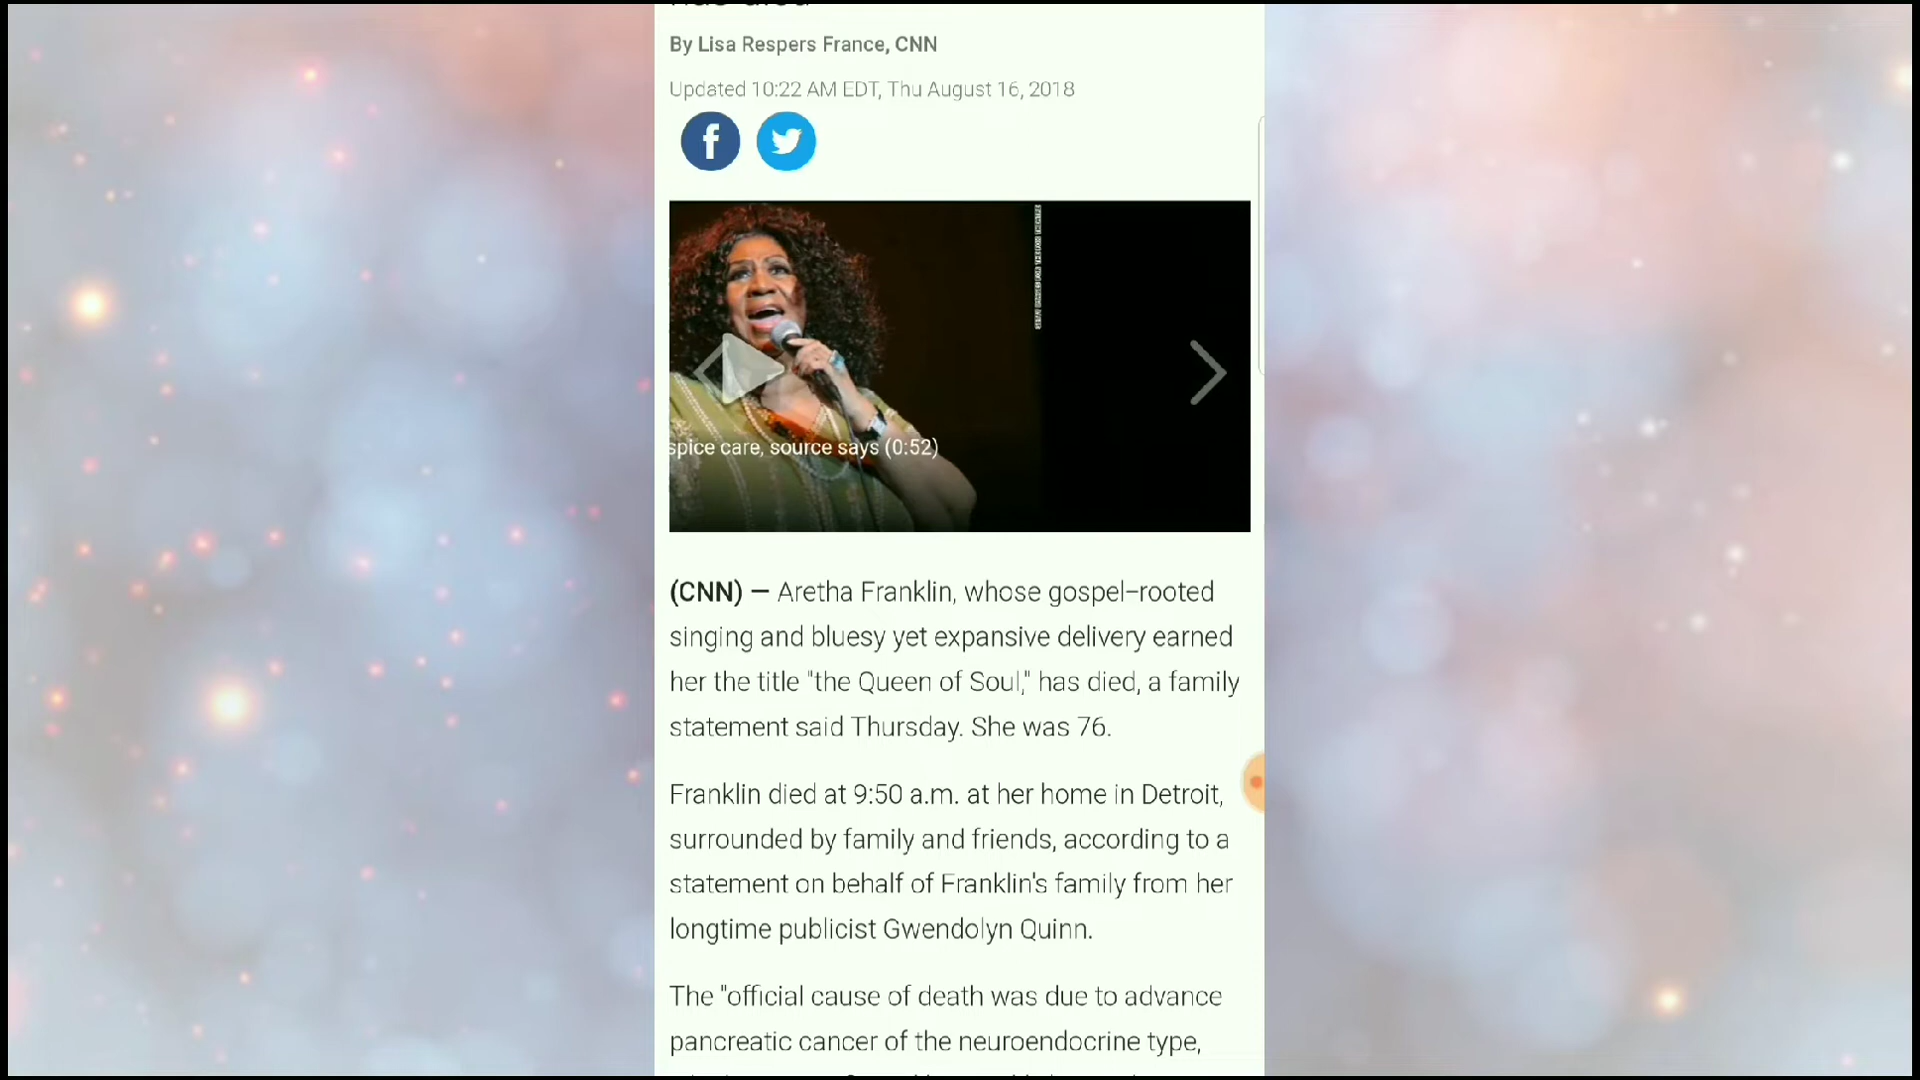 By Lisa Respers France, CNN
Updated 10:22 AM EDT, Thu August 16, 2018
spice care, source says (0:52)
(CNN) — Aretha Franklin, whose gospel-rooted
singing and bluesy yet expansive delivery earned
her the title "the Queen of Soul," has died, a family
statement said Thursday. She was 76.
Franklin died at 9:50 a.m. at her home in Detroit,
surrounded by family and friends, according to a
statement on behalf of Franklin's family from her
longtime publicist Gwendolyn Quinn.
The "official cause of death was due to advance
pancreatic cancer of the neuroendocrine type,